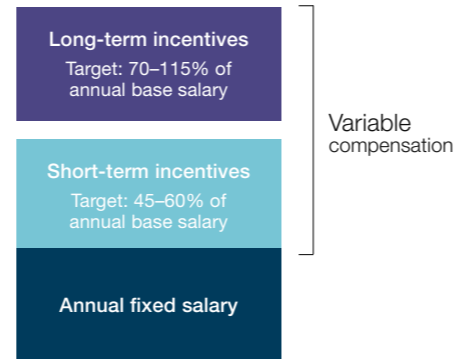 Long-term incentives
Target: 70–115% of
annual base salary
Variable
compensation
Short-term incentives
Target: 45–60% of
annual base salary
Annual fixed salary